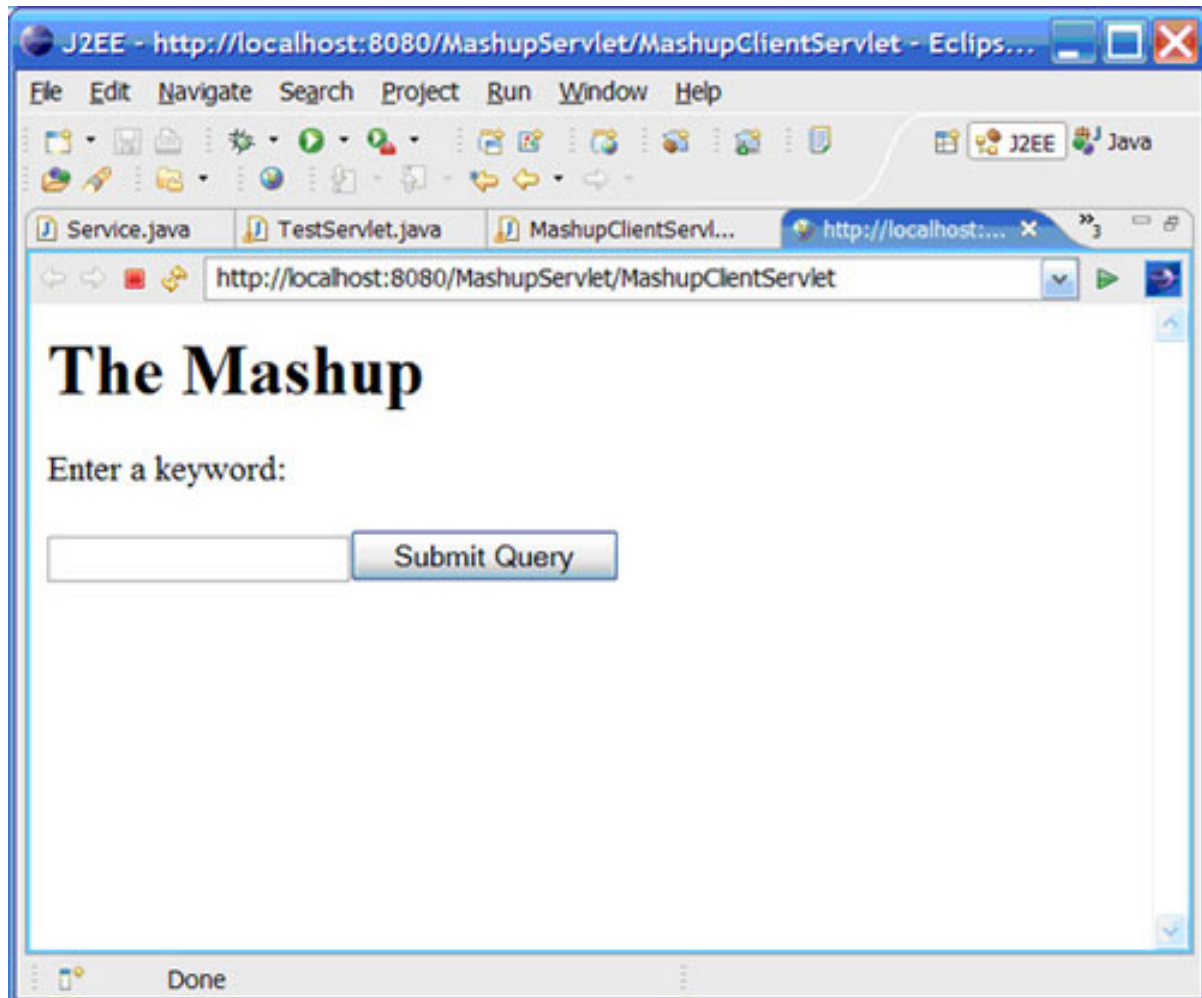 J2EE - http://localhost:8080/MashupServlet/MashupClientServlet - Eclips...
File Edit Navigate Search Project Run Window Help
J2EE Java
Service.java TestServlet.java MashupClientServl... http://localhost:... »3
http://localhost:8080/MashupServlet/MashupClientServlet
The Mashup
Enter a keyword:
Submit Query
Done